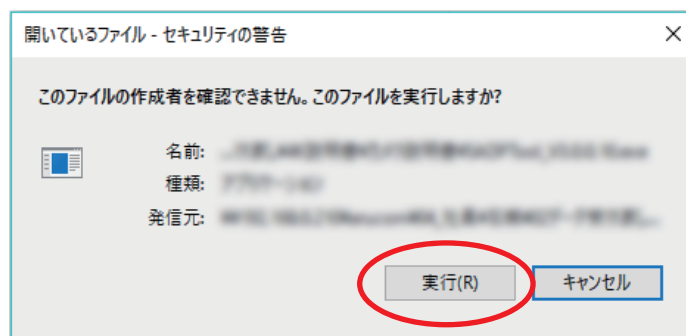 開いているファイル - セキュリティの警告
このファイルの作成者を確認できません。このファイルを実行しますか?
名前:
種類:
発信元:
実行(R)
キャンセル